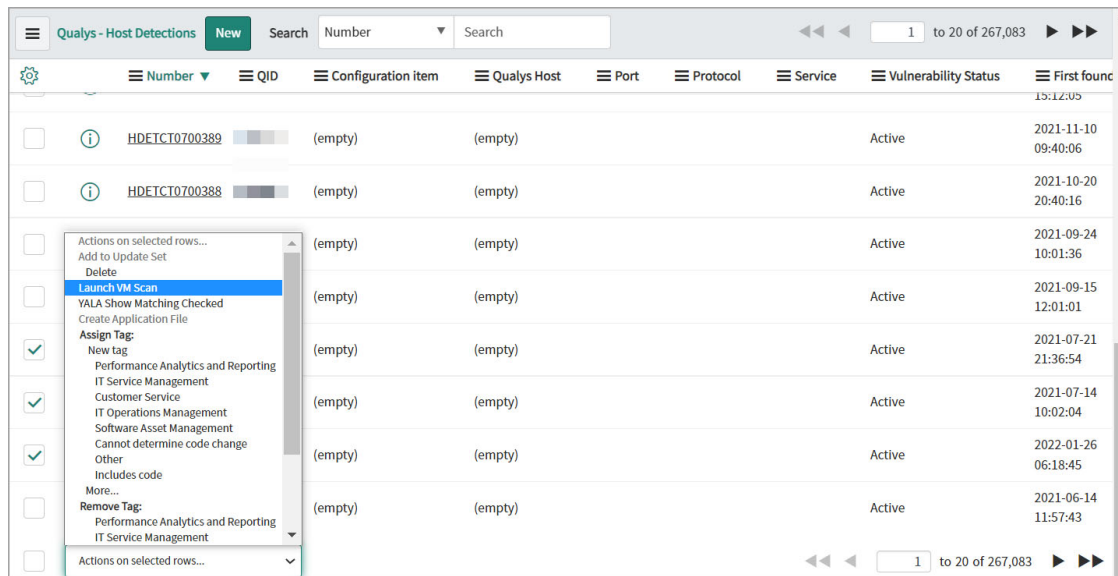 Qualys - Host Detections New Search Number Search 1 to 20 of 267,083
Number QID Configuration item Qualys Host Port Protocol Service Vulnerability Status First found
15:12:05
HDETCT0700389 (empty) (empty) Active 2021-11-10
09:40:06
HDETCT0700388 (empty) (empty) Active 2021-10-20
20:40:16
(empty) (empty) Active 2021-09-24
10:01:36
(empty) (empty) Active 2021-09-15
12:01:01
(empty) (empty) Active 2021-07-21
21:36:54
(empty) (empty) Active 2021-07-14
10:02:04
(empty) (empty) Active 2022-01-26
06:18:45
(empty) (empty) Active 2021-06-14
11:57:43
Actions on selected rows...
Add to Update Set
Delete
Launch VM Scan
YALA Show Matching Checked
Create Application File
Assign Tag:
New tag
Performance Analytics and Reporting
IT Service Management
Customer Service
IT Operations Management
Software Asset Management
Cannot determine code change
Other
Includes code
More...
Remove Tag:
Performance Analytics and Reporting
IT Service Management
Actions on selected rows... 1 to 20 of 267,083